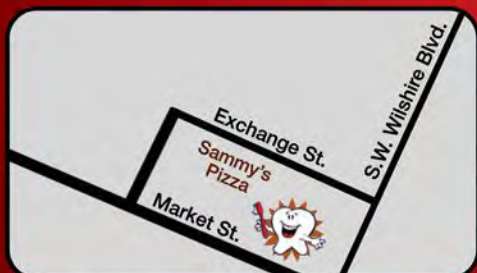 S.W. Wilshire Blvd.
Exchange St.
Sammy's
Pizza
Market St.